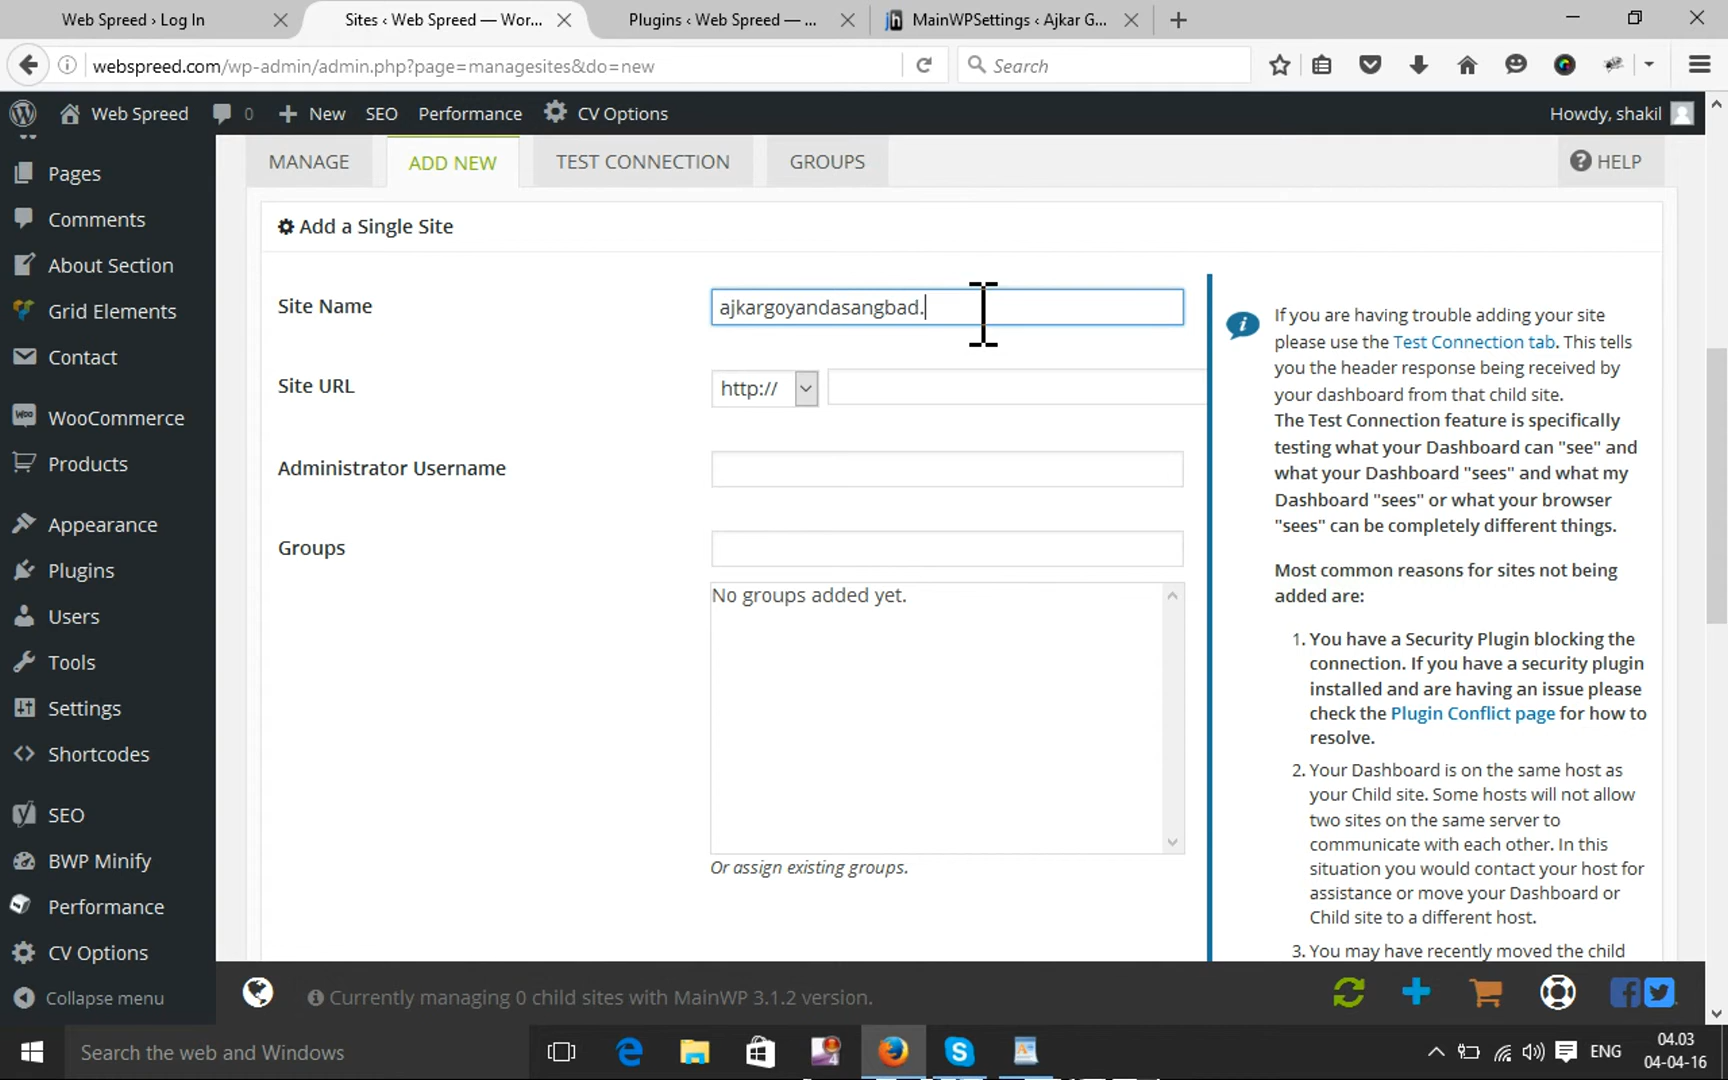 Web Spreed › Log In
Sites ‹ Web Spreed — Wor...
Plugins ‹ Web Spreed — ...
MainWPSettings ‹ Ajkar G...
webspreed.com/wp-admin/admin.php?page=managesites&do=new
Search
Web Spreed
0
New
SEO
Performance
CV Options
Howdy, shakil
Pages
Comments
About Section
Grid Elements
Contact
WooCommerce
Products
Appearance
Plugins
Users
Tools
Settings
Shortcodes
SEO
BWP Minify
Performance
CV Options
Collapse menu
MANAGE
ADD NEW
TEST CONNECTION
GROUPS
HELP
Add a Single Site
Site Name
ajkargoyandasangbad.
Site URL
http://
Administrator Username
Groups
No groups added yet.
Or assign existing groups.
If you are having trouble adding your site
please use the Test Connection tab. This tells
you the header response being received by
your dashboard from that child site.
The Test Connection feature is specifically
testing what your Dashboard can "see" and
what your Dashboard "sees" and what my
Dashboard "sees" or what your browser
"sees" can be completely different things.
Most common reasons for sites not being
added are:
1. You have a Security Plugin blocking the
connection. If you have a security plugin
installed and are having an issue please
check the Plugin Conflict page for how to
resolve.
2. Your Dashboard is on the same host as
your Child site. Some hosts will not allow
two sites on the same server to
communicate with each other. In this
situation you would contact your host for
assistance or move your Dashboard or
Child site to a different host.
3. You may have recently moved the child
Currently managing 0 child sites with MainWP 3.1.2 version.
Search the web and Windows
ENG
04.03
04-04-16